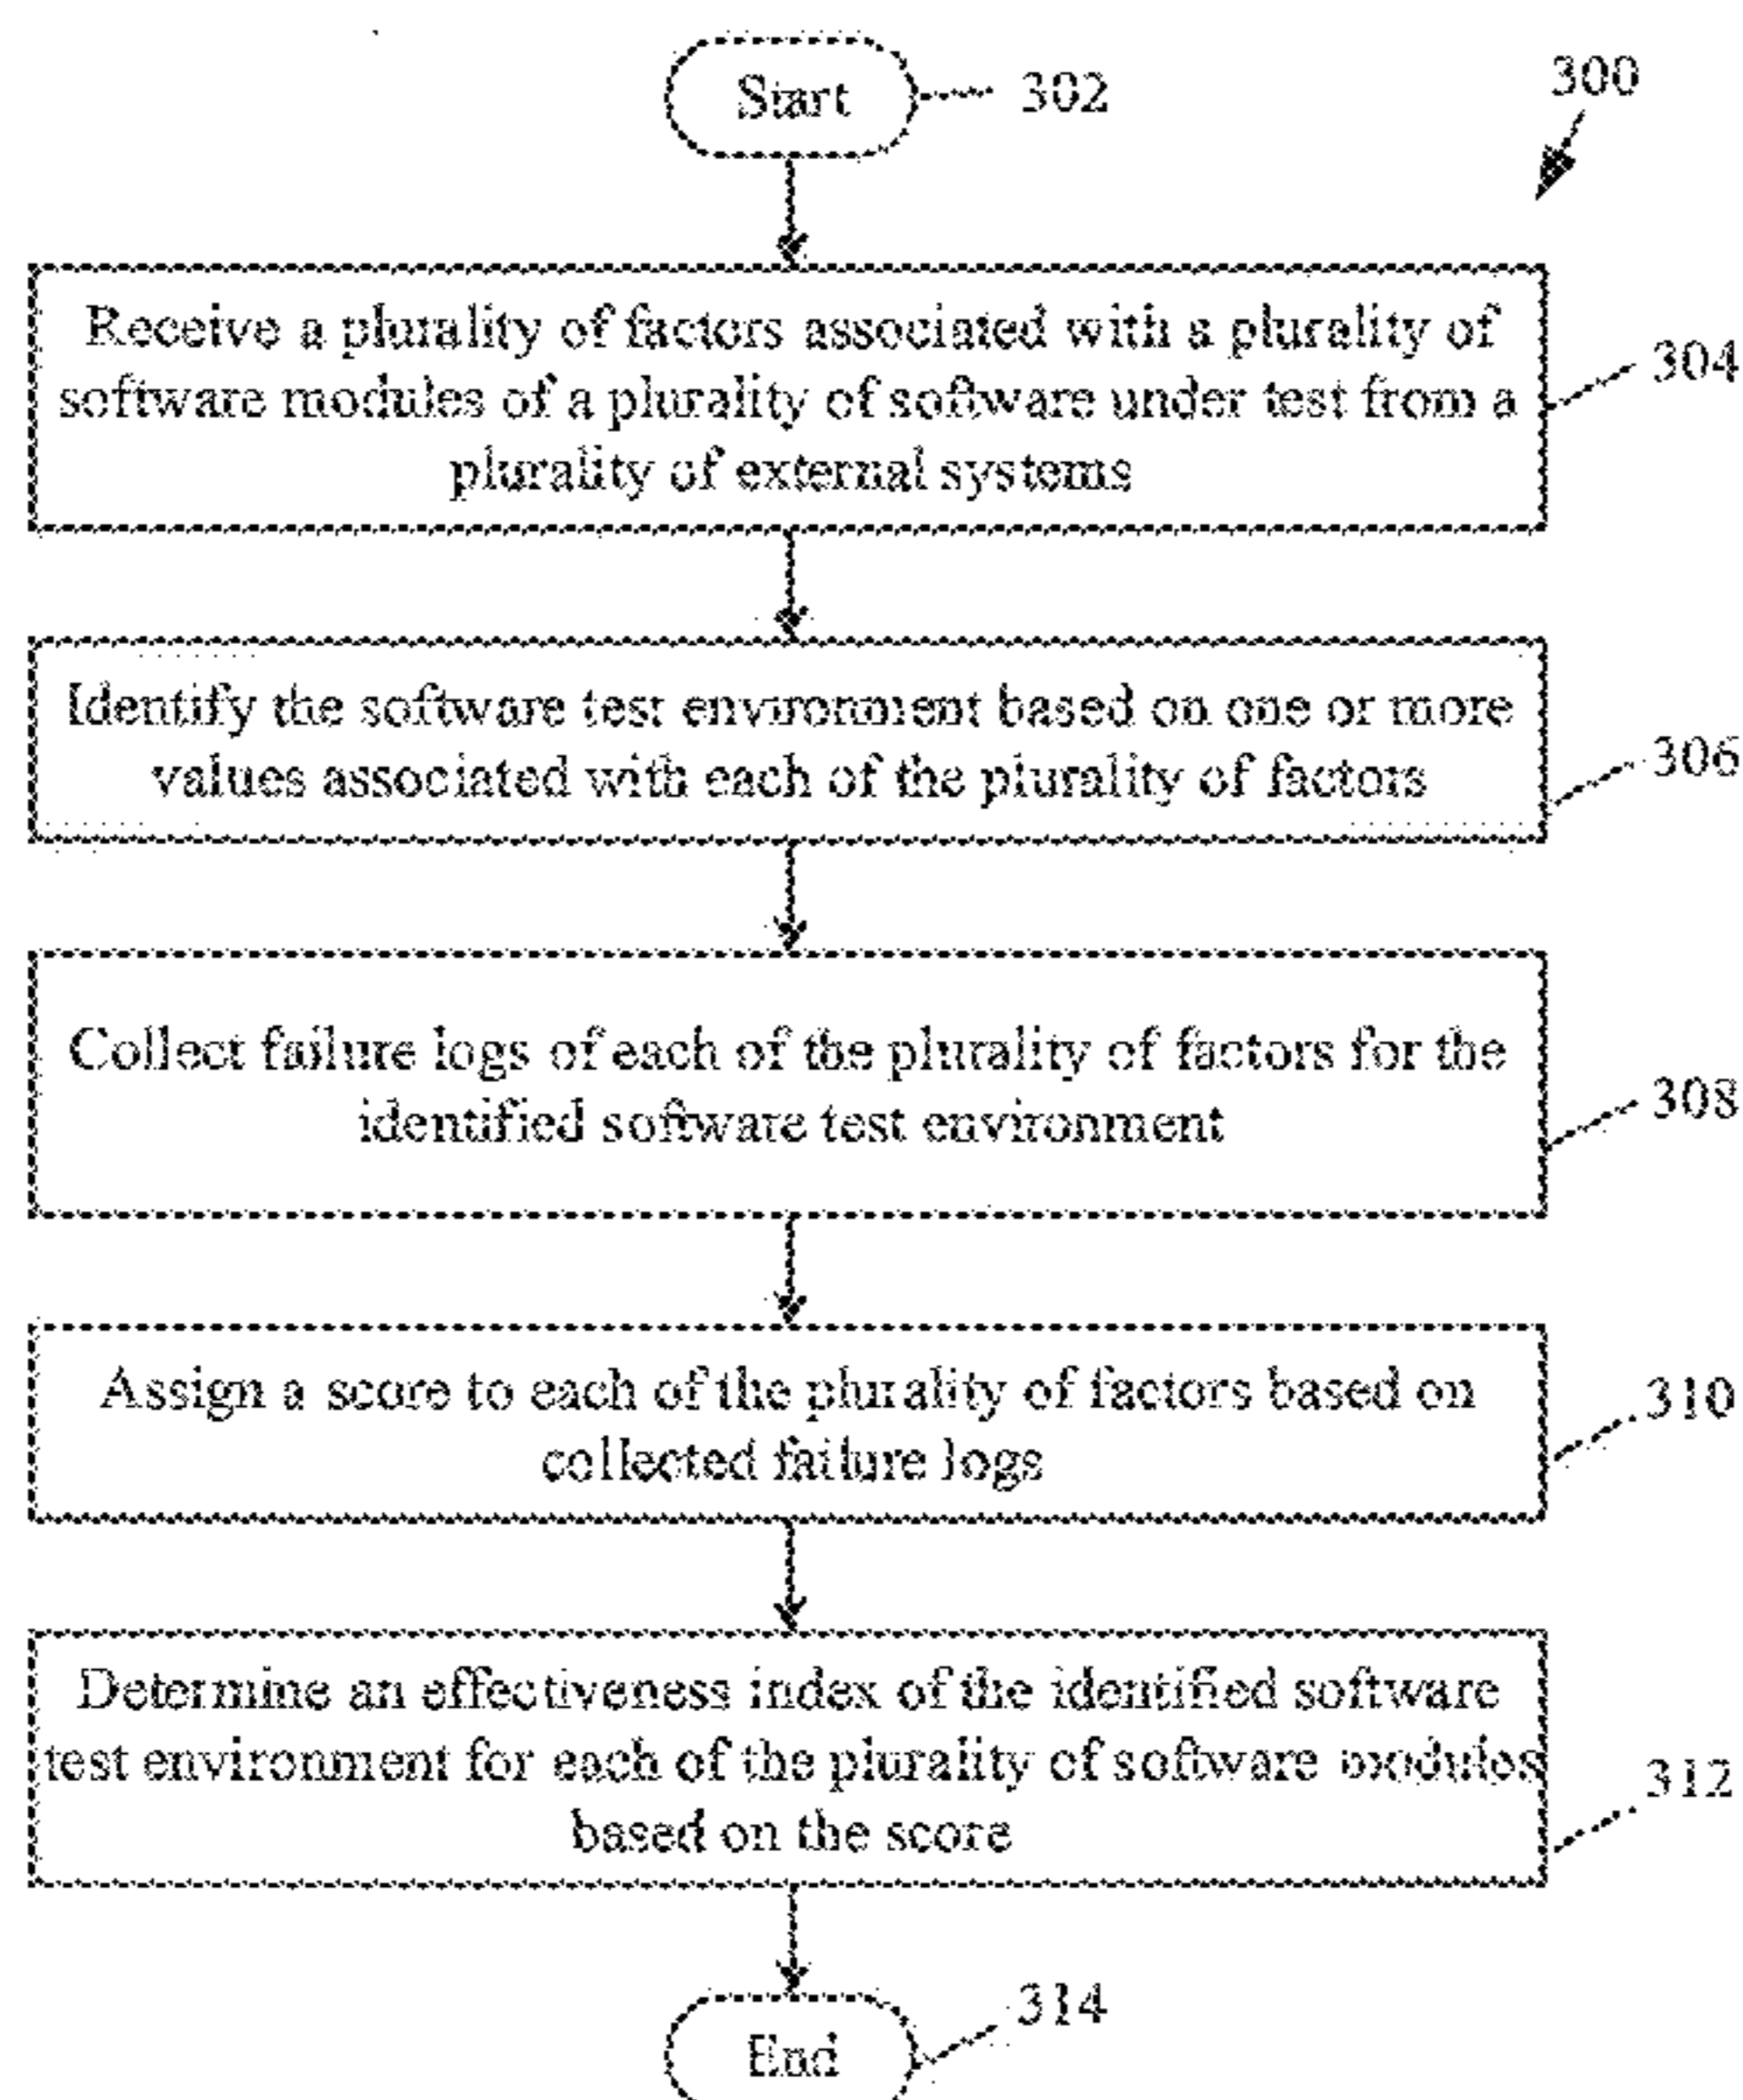 Start
302
300
Receive a plurality of factors associated with a plurality of
software modules of a plurality of software under test from a
plurality of external systems
304
Identify the software test environment based on one or more
values associated with each of the plurality of factors
306
Collect failure logs of each of the plurality of factors for the
identified software test environment
308
Assign a score to each of the plurality of factors based on
collected failure logs
310
Determine an effectiveness index of the identified software
test environment for each of the plurality of software modules
based on the score
312
End
314